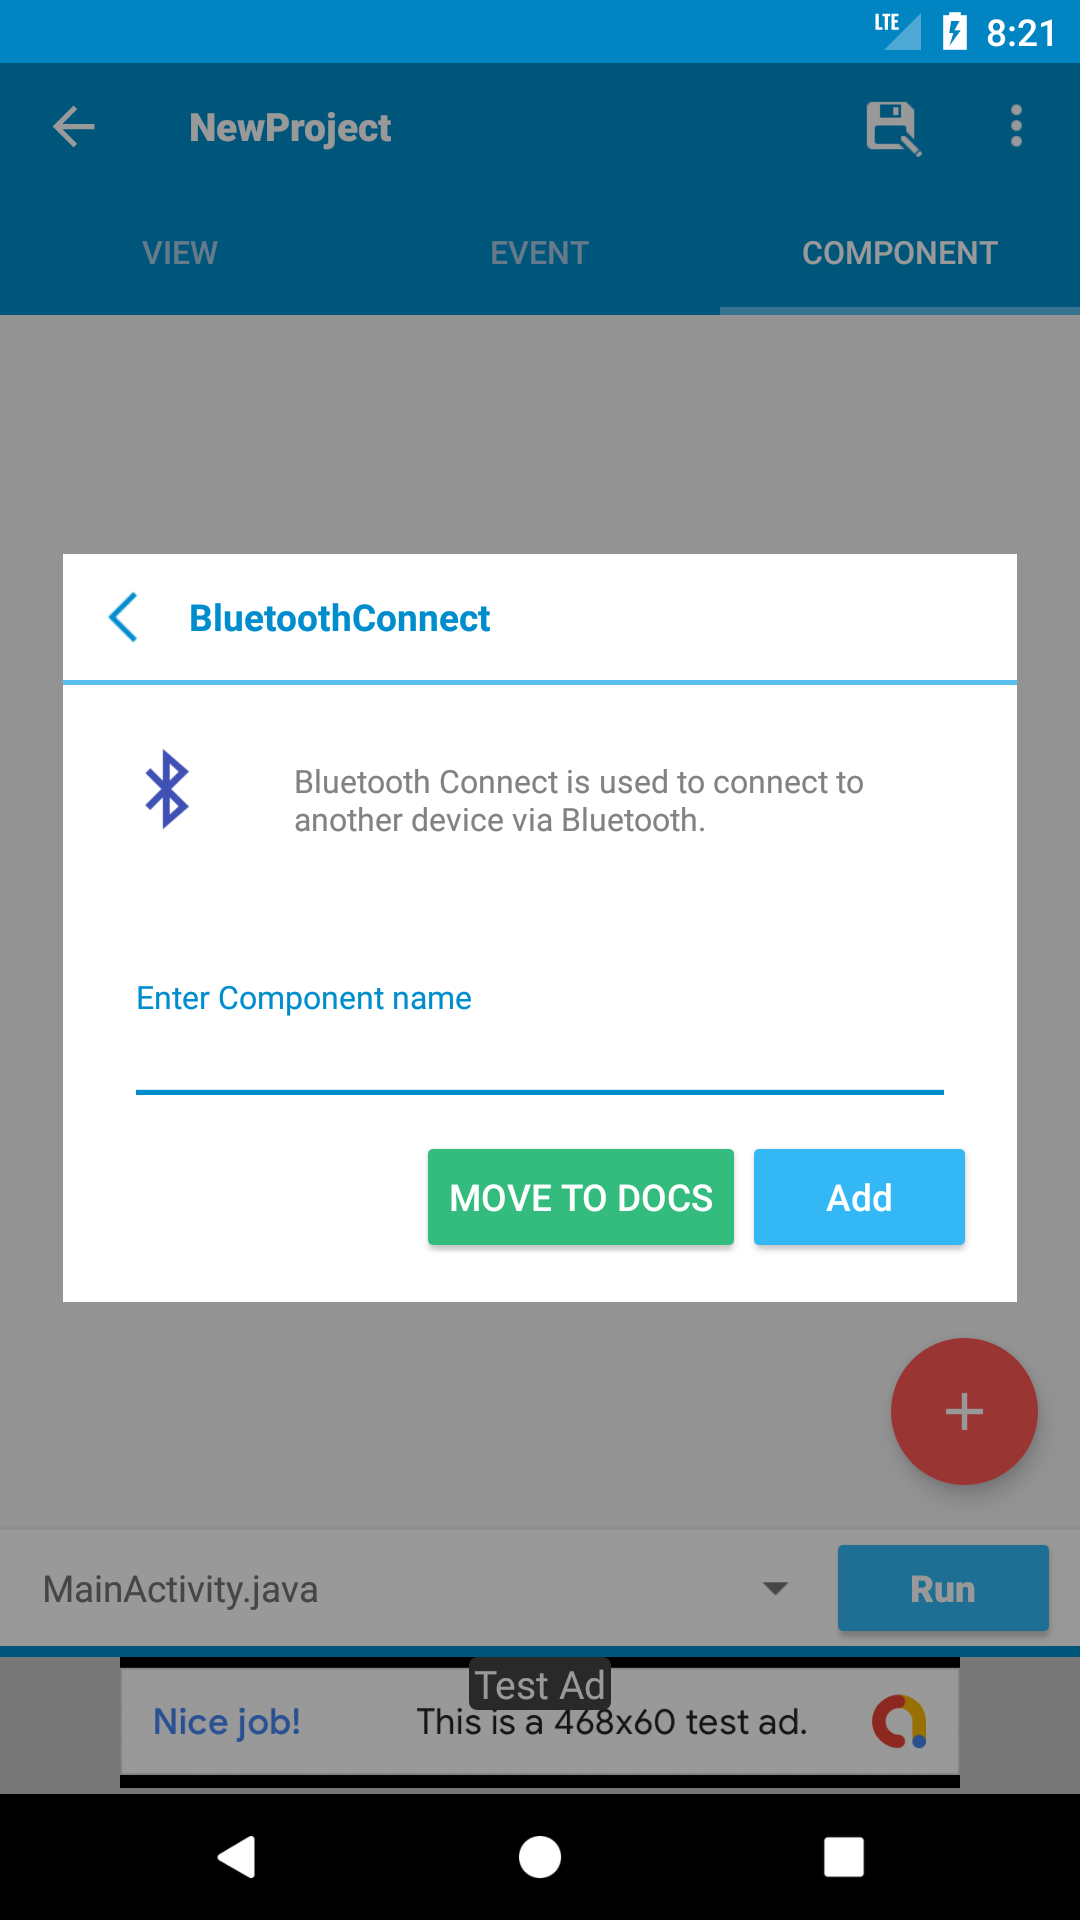 LTE 8:21
NewProject
VIEW EVENT COMPONENT
BluetoothConnect
Bluetooth Connect is used to connect to
another device via Bluetooth.
Enter Component name
MOVE TO DOCS Add
MainActivity.java Run
Test Ad
Nice job! This is a 468x60 test ad.